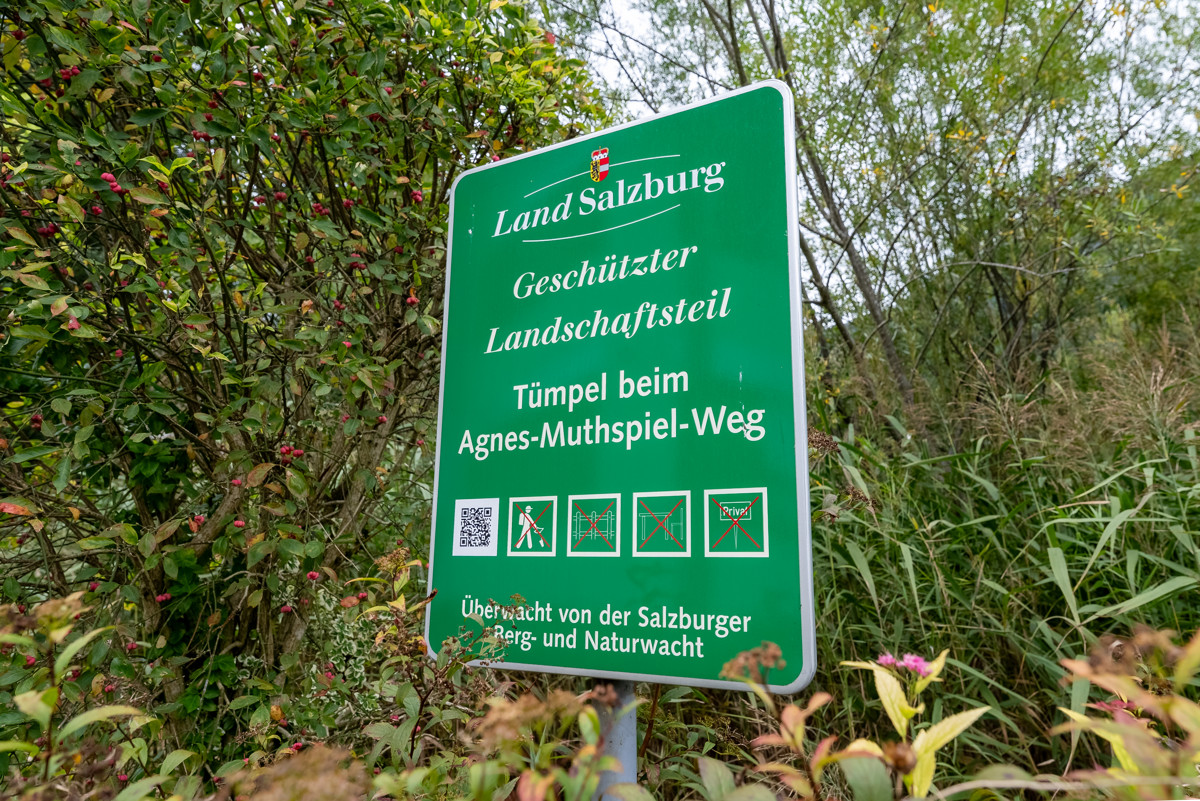 Land Salzburg
Geschützter
Landschaftsteil
Tümpel beim
Agnes-Muthspiel-Weg
Privat
Überwacht von der Salzburger
Berg- und Naturwacht